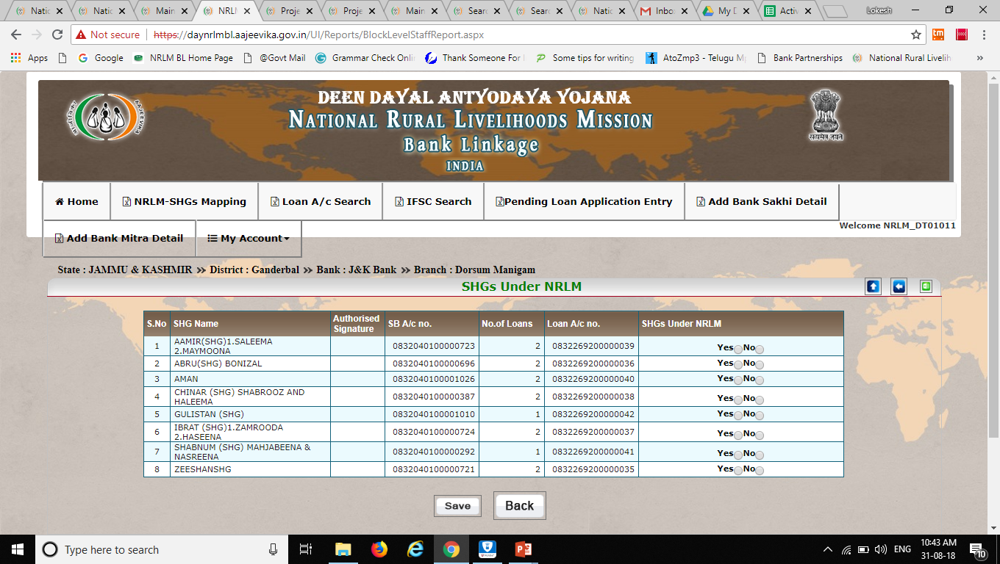 Natic
Natic
Main
NRLM
Proje
Proje
Main
Searc
Searc
Natic
Inbo
My D
Activ
Lokesh
Not secure https://daynrlmbl.aajeevika.gov.in/UI/Reports/BlockLevelStaffReport.aspx
Apps Google NRLM BL Home Page @Govt Mail Grammar Check Onli Thank Someone For Some tips for writing AtoZmp3 - Telugu M Bank Partnerships National Rural Livelih »
DEEN DAYAL ANTYODAYA YOJANA
NATIONAL RURAL LIVELIHOODS MISSION
Bank Linkage
INDIA
सत्यमेव जयते
Home NRLM-SHGs Mapping Loan A/c Search IFSC Search Pending Loan Application Entry Add Bank Sakhi Detail
Welcome NRLM_DT01011
Add Bank Mitra Detail My Account
State : JAMMU & KASHMIR >> District : Ganderbal >> Bank : J&K Bank >> Branch : Dorsum Manigam
SHGs Under NRLM
S.No SHG Name Authorised Signature SB A/c no. No.of Loans Loan A/c no. SHGs Under NRLM
1 AAMIR(SHG)1.SALEEMA 2.MAYMOONA 0832040100000723 2 0832269200000039 Yes No
2 ABRU(SHG) BONIZAL 0832040100000696 2 0832269200000036 Yes No
3 AMAN 0832040100001026 2 0832269200000040 Yes No
4 CHINAR (SHG) SHABROOZ AND HALEEMA 0832040100000387 2 0832269200000038 Yes No
5 GULISTAN (SHG) 0832040100001010 1 0832269200000042 Yes No
6 IBRAT (SHG)1.ZAMROODA 2.HASEENA 0832040100000724 2 0832269200000037 Yes No
7 SHABNUM (SHG) MAHJABEENA & NASREENA 0832040100000292 1 0832269200000041 Yes No
8 ZEESHANSHG 0832040100000721 2 0832269200000035 Yes No
Save Back
Type here to search
ENG
10:43 AM
31-08-18
10